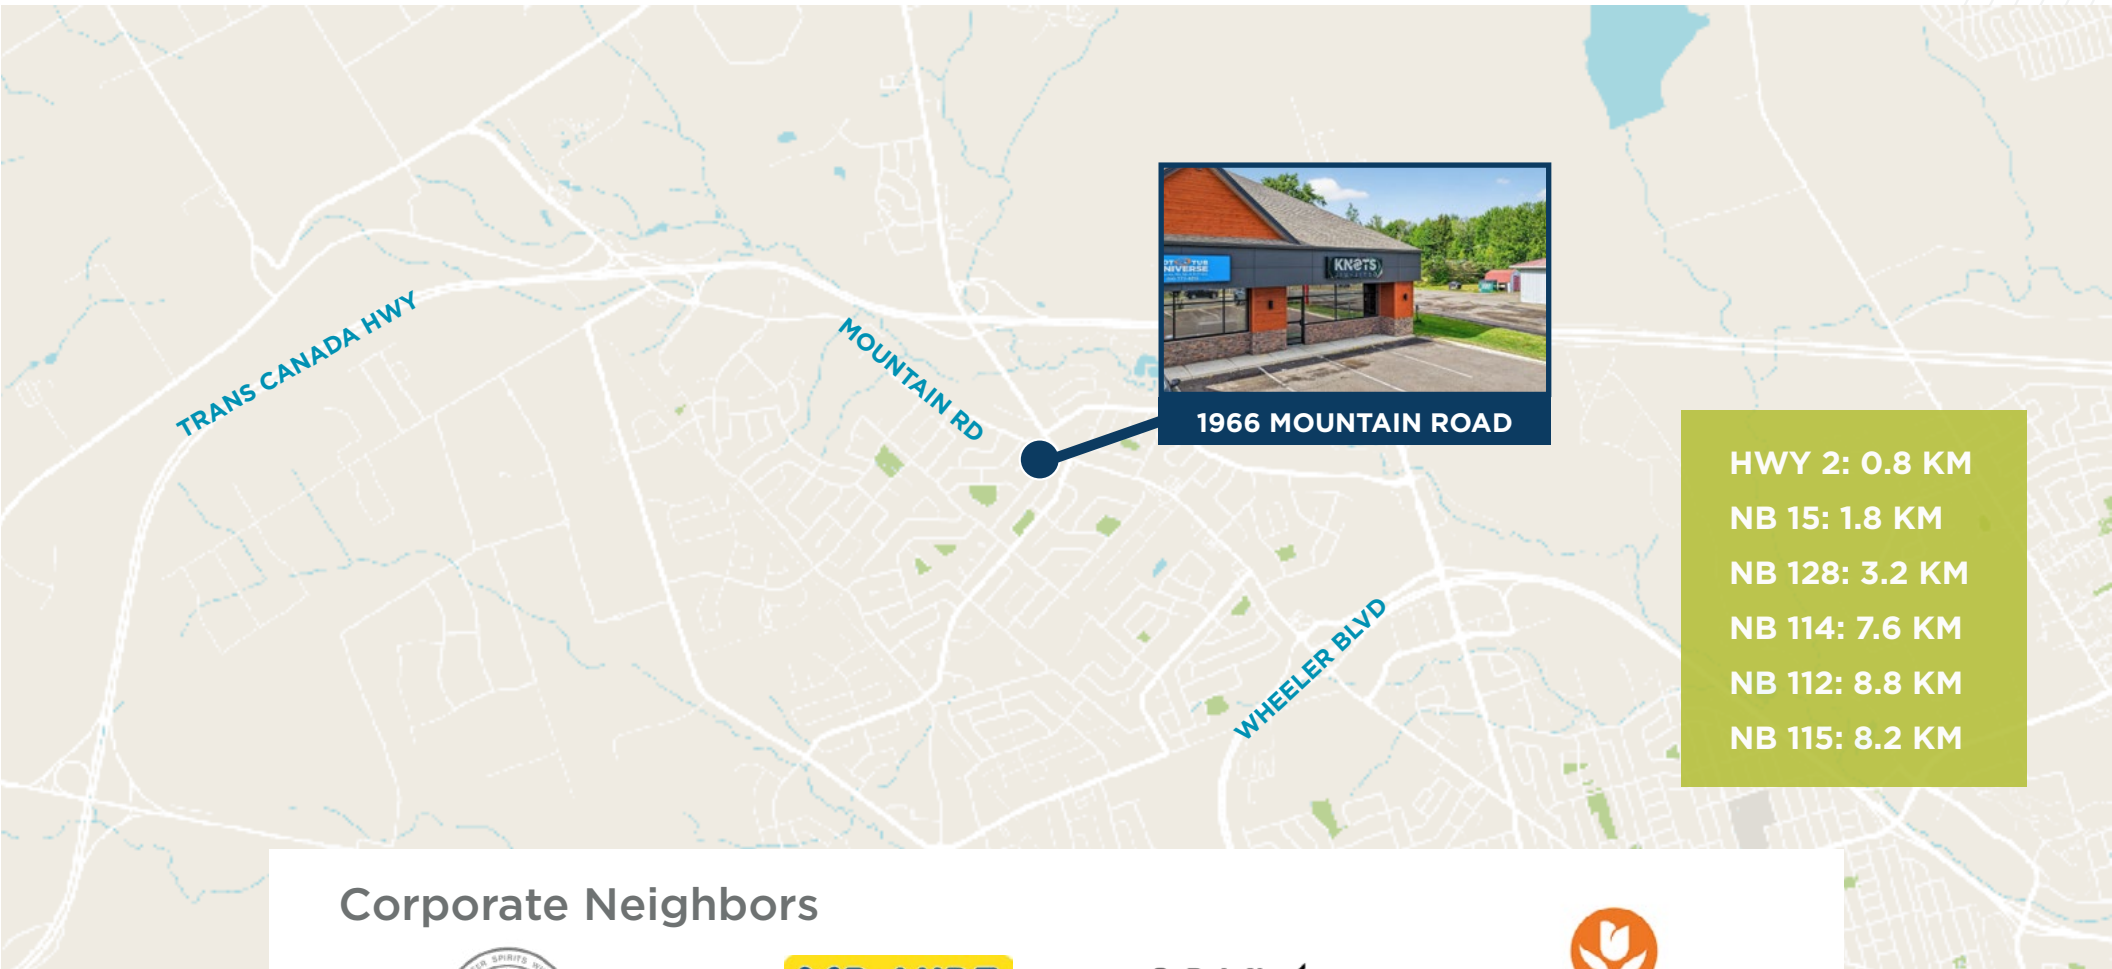 TRANS CANADA HWY
MOUNTAIN RD
KNOTS
1966 MOUNTAIN ROAD
WHEELER BLVD
HWY 2: 0.8 KM
NB 15: 1.8 KM
NB 128: 3.2 KM
NB 114: 7.6 KM
NB 112: 8.8 KM
NB 115: 8.2 KM
Corporate Neighbors
SPIRITS